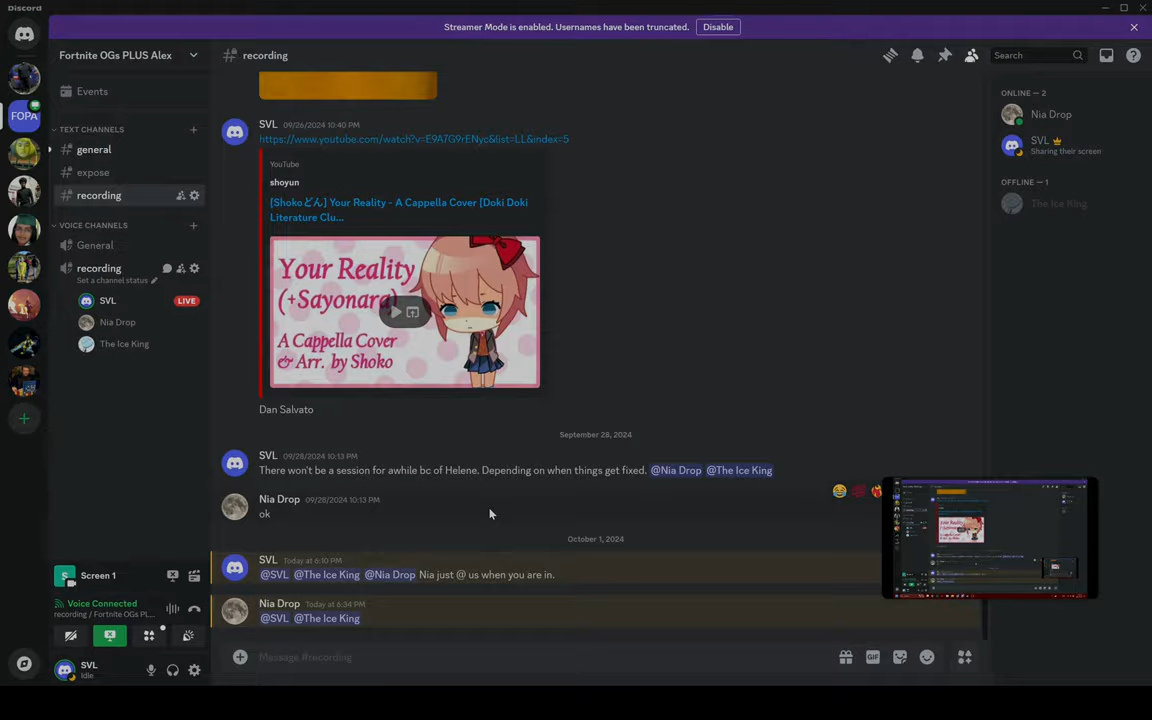 Discord
Streamer Mode is enabled. Usernames have been truncated.
Disable
Fortnite OGs PLUS Alex
recording
Search
Events
FOPA
TEXT CHANNELS
general
expose
recording
VOICE CHANNELS
General
recording
Set a channel status
SVL
LIVE
Nia Drop
The Ice King
SVL 09/26/2024 10:40 PM
https://www.youtube.com/watch?v=E9A7G9rENyc&list=LL&index=5
YouTube
shoyun
[Shokoどん] Your Reality - A Cappella Cover [Doki Doki
Literature Clu...
Your Reality
(+Sayonara)
A Cappella Cover
& Arr. by Shoko
Dan Salvato
September 28, 2024
SVL 09/28/2024 10:13 PM
There won't be a session for awhile bc of Helene. Depending on when things get fixed. @Nia Drop @The Ice King
Nia Drop 09/28/2024 10:13 PM
ok
October 1, 2024
SVL Today at 6:10 PM
@SVL @The Ice King @Nia Drop Nia just @ us when you are in.
Nia Drop Today at 6:34 PM
@SVL @The Ice King
Message #recording
GIF
ONLINE — 2
Nia Drop
SVL
Sharing their screen
OFFLINE — 1
The Ice King
S
Screen 1
Voice Connected
recording / Fortnite OGs PL...
SVL
Idle